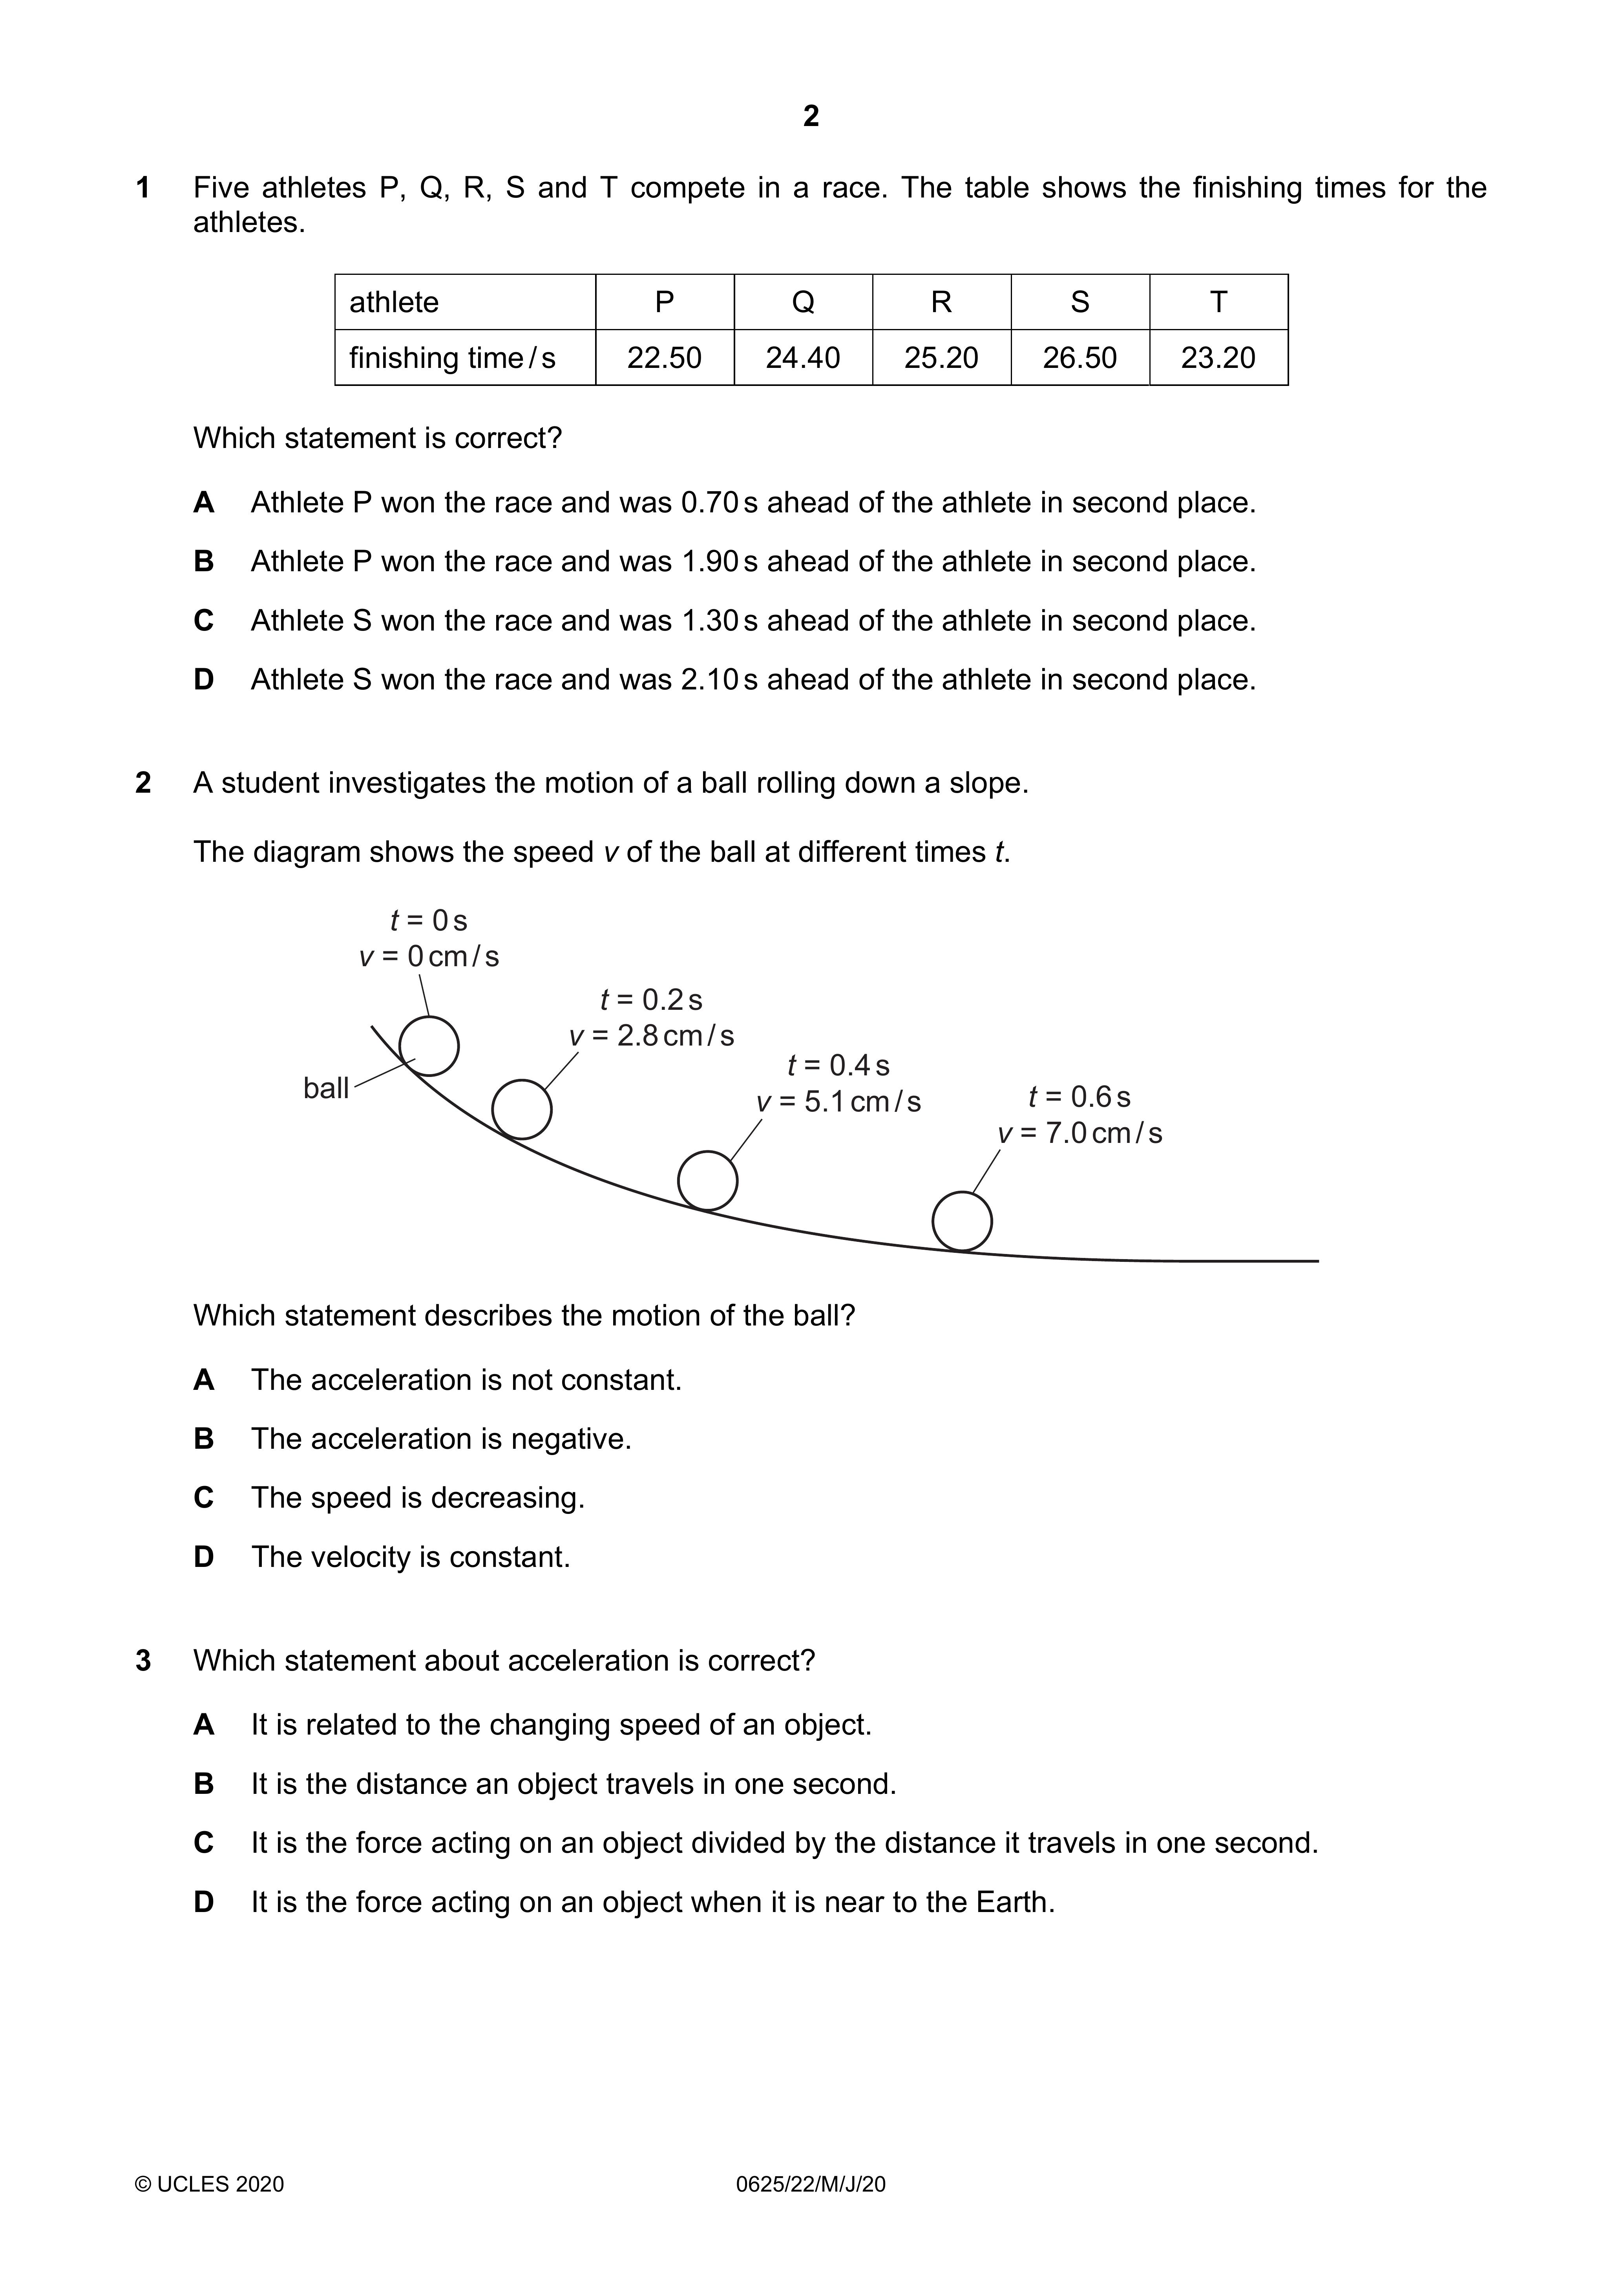 2
1 Five athletes P, Q, R, S and T compete in a race. The table shows the finishing times for the
athletes.
athlete P Q R S T
finishing time / s 22.50 24.40 25.20 26.50 23.20
Which statement is correct?
A Athlete P won the race and was 0.70 s ahead of the athlete in second place.
B Athlete P won the race and was 1.90 s ahead of the athlete in second place.
C Athlete S won the race and was 1.30 s ahead of the athlete in second place.
D Athlete S won the race and was 2.10 s ahead of the athlete in second place.
2 A student investigates the motion of a ball rolling down a slope.
The diagram shows the speed v of the ball at different times t.
t = 0 s
v = 0 cm / s
t = 0.2 s
v = 2.8 cm / s
t = 0.4 s
v = 5.1 cm / s
t = 0.6 s
v = 7.0 cm / s
ball
Which statement describes the motion of the ball?
A The acceleration is not constant.
B The acceleration is negative.
C The speed is decreasing.
D The velocity is constant.
3 Which statement about acceleration is correct?
A It is related to the changing speed of an object.
B It is the distance an object travels in one second.
C It is the force acting on an object divided by the distance it travels in one second.
D It is the force acting on an object when it is near to the Earth.
© UCLES 2020 0625/22/M/J/20